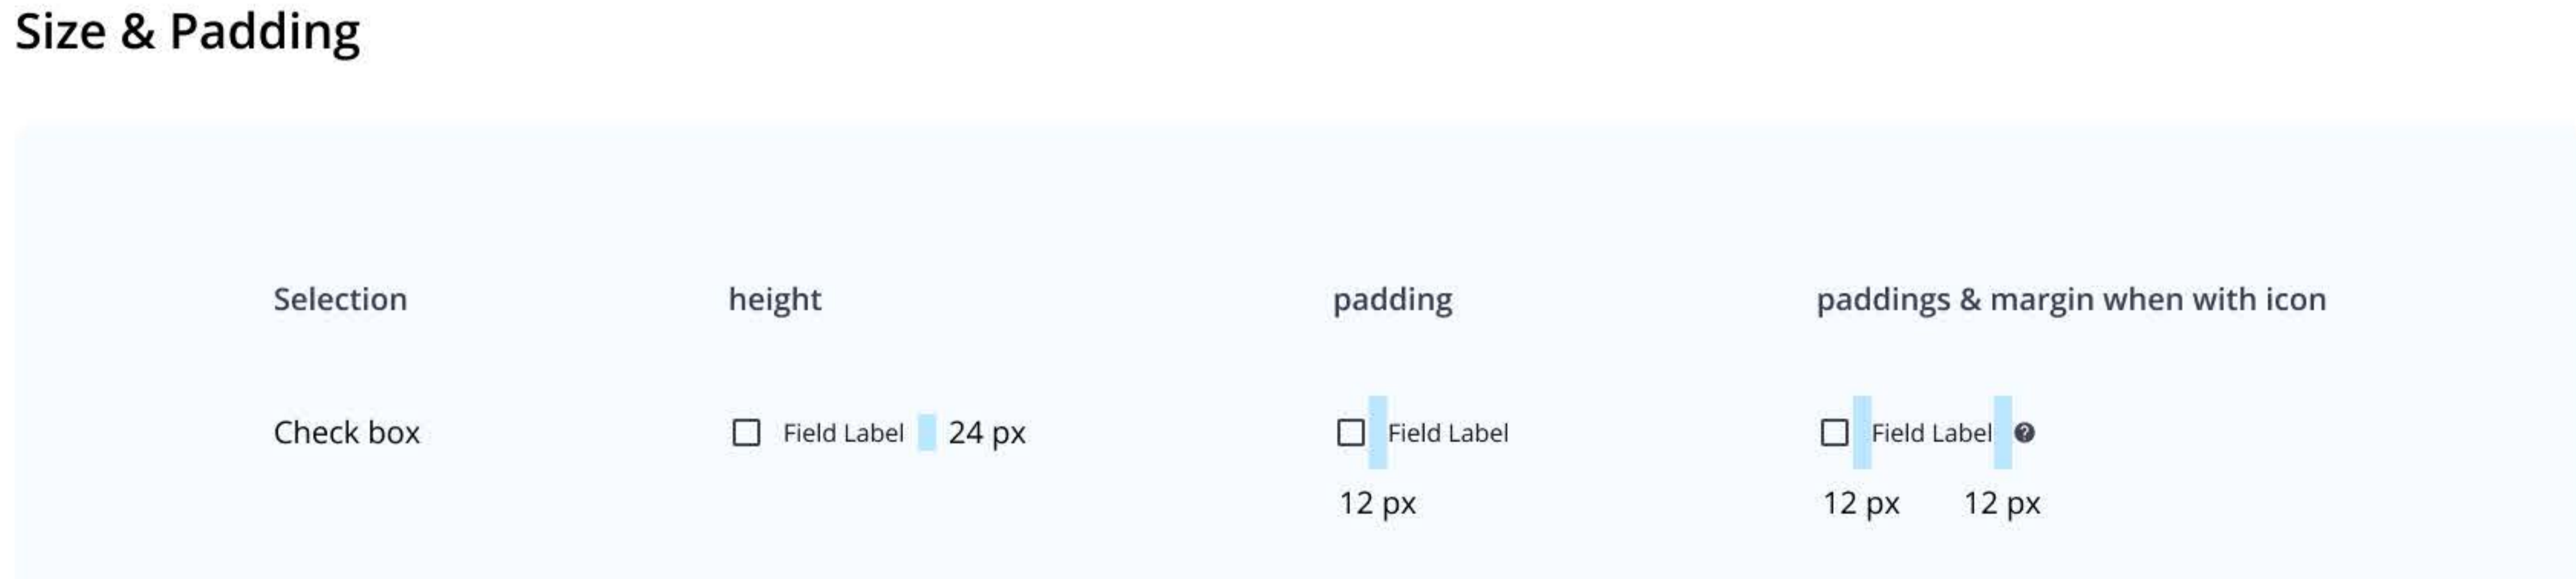 Size & Padding
Selection height padding paddings & margin when with icon
Check box Field Label 24 px Field Label Field Label ?
12 px 12 px 12 px